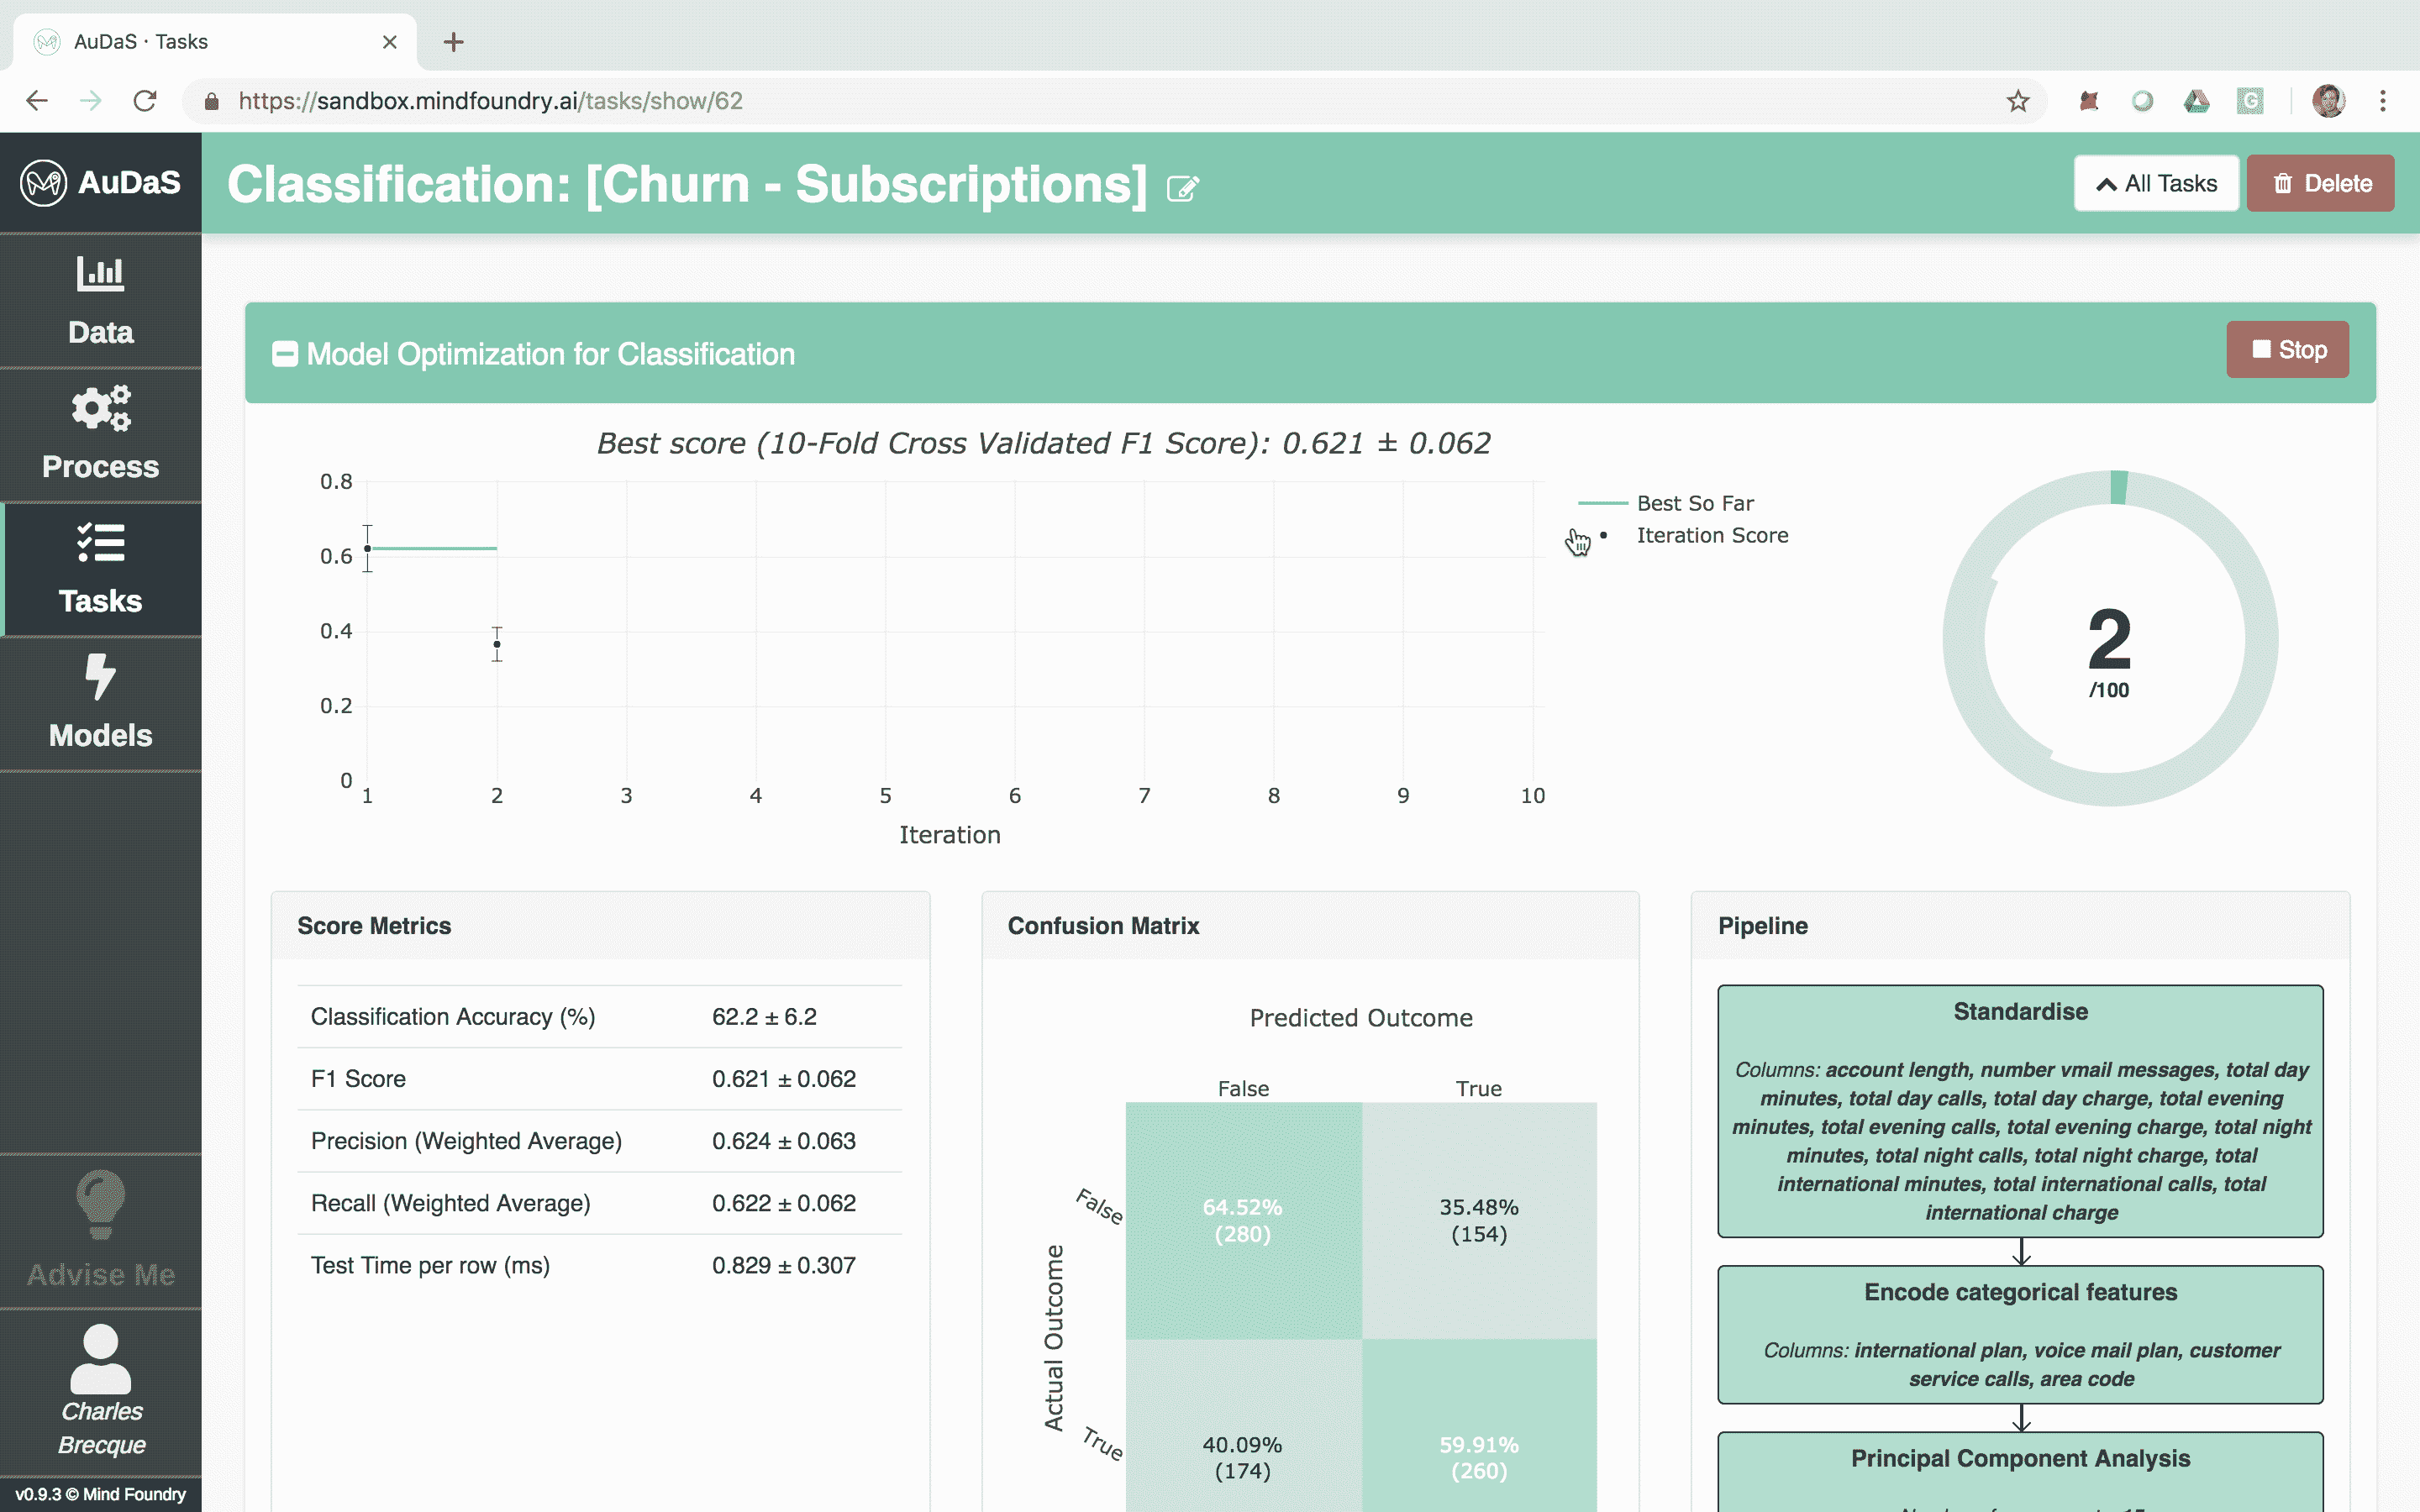 AuDaS · Tasks
https://sandbox.mindfoundry.ai/tasks/show/62
AuDaS
Classification: [Churn - Subscriptions]
All Tasks
Delete
Data
Process
Tasks
Models
Advise Me
Charles
Brecque
v0.9.3 © Mind Foundry
Model Optimization for Classification
Stop
Best score (10-Fold Cross Validated F1 Score): 0.621 ± 0.062
0.8
0.6
0.4
0.2
0
1 2 3 4 5 6 7 8 9 10
Iteration
Best So Far
Iteration Score
2
/100
Score Metrics
Classification Accuracy (%) 62.2 ± 6.2
F1 Score 0.621 ± 0.062
Precision (Weighted Average) 0.624 ± 0.063
Recall (Weighted Average) 0.622 ± 0.062
Test Time per row (ms) 0.829 ± 0.307
Confusion Matrix
Predicted Outcome
False True
Actual Outcome
False
64.52% 35.48%
(280) (154)
True
40.09% 59.91%
(174) (260)
Pipeline
Standardise
Columns: account length, number vmail messages, total day
minutes, total day calls, total day charge, total evening
minutes, total evening calls, total evening charge, total night
minutes, total night calls, total night charge, total
international minutes, total international calls, total
international charge
Encode categorical features
Columns: international plan, voice mail plan, customer
service calls, area code
Principal Component Analysis